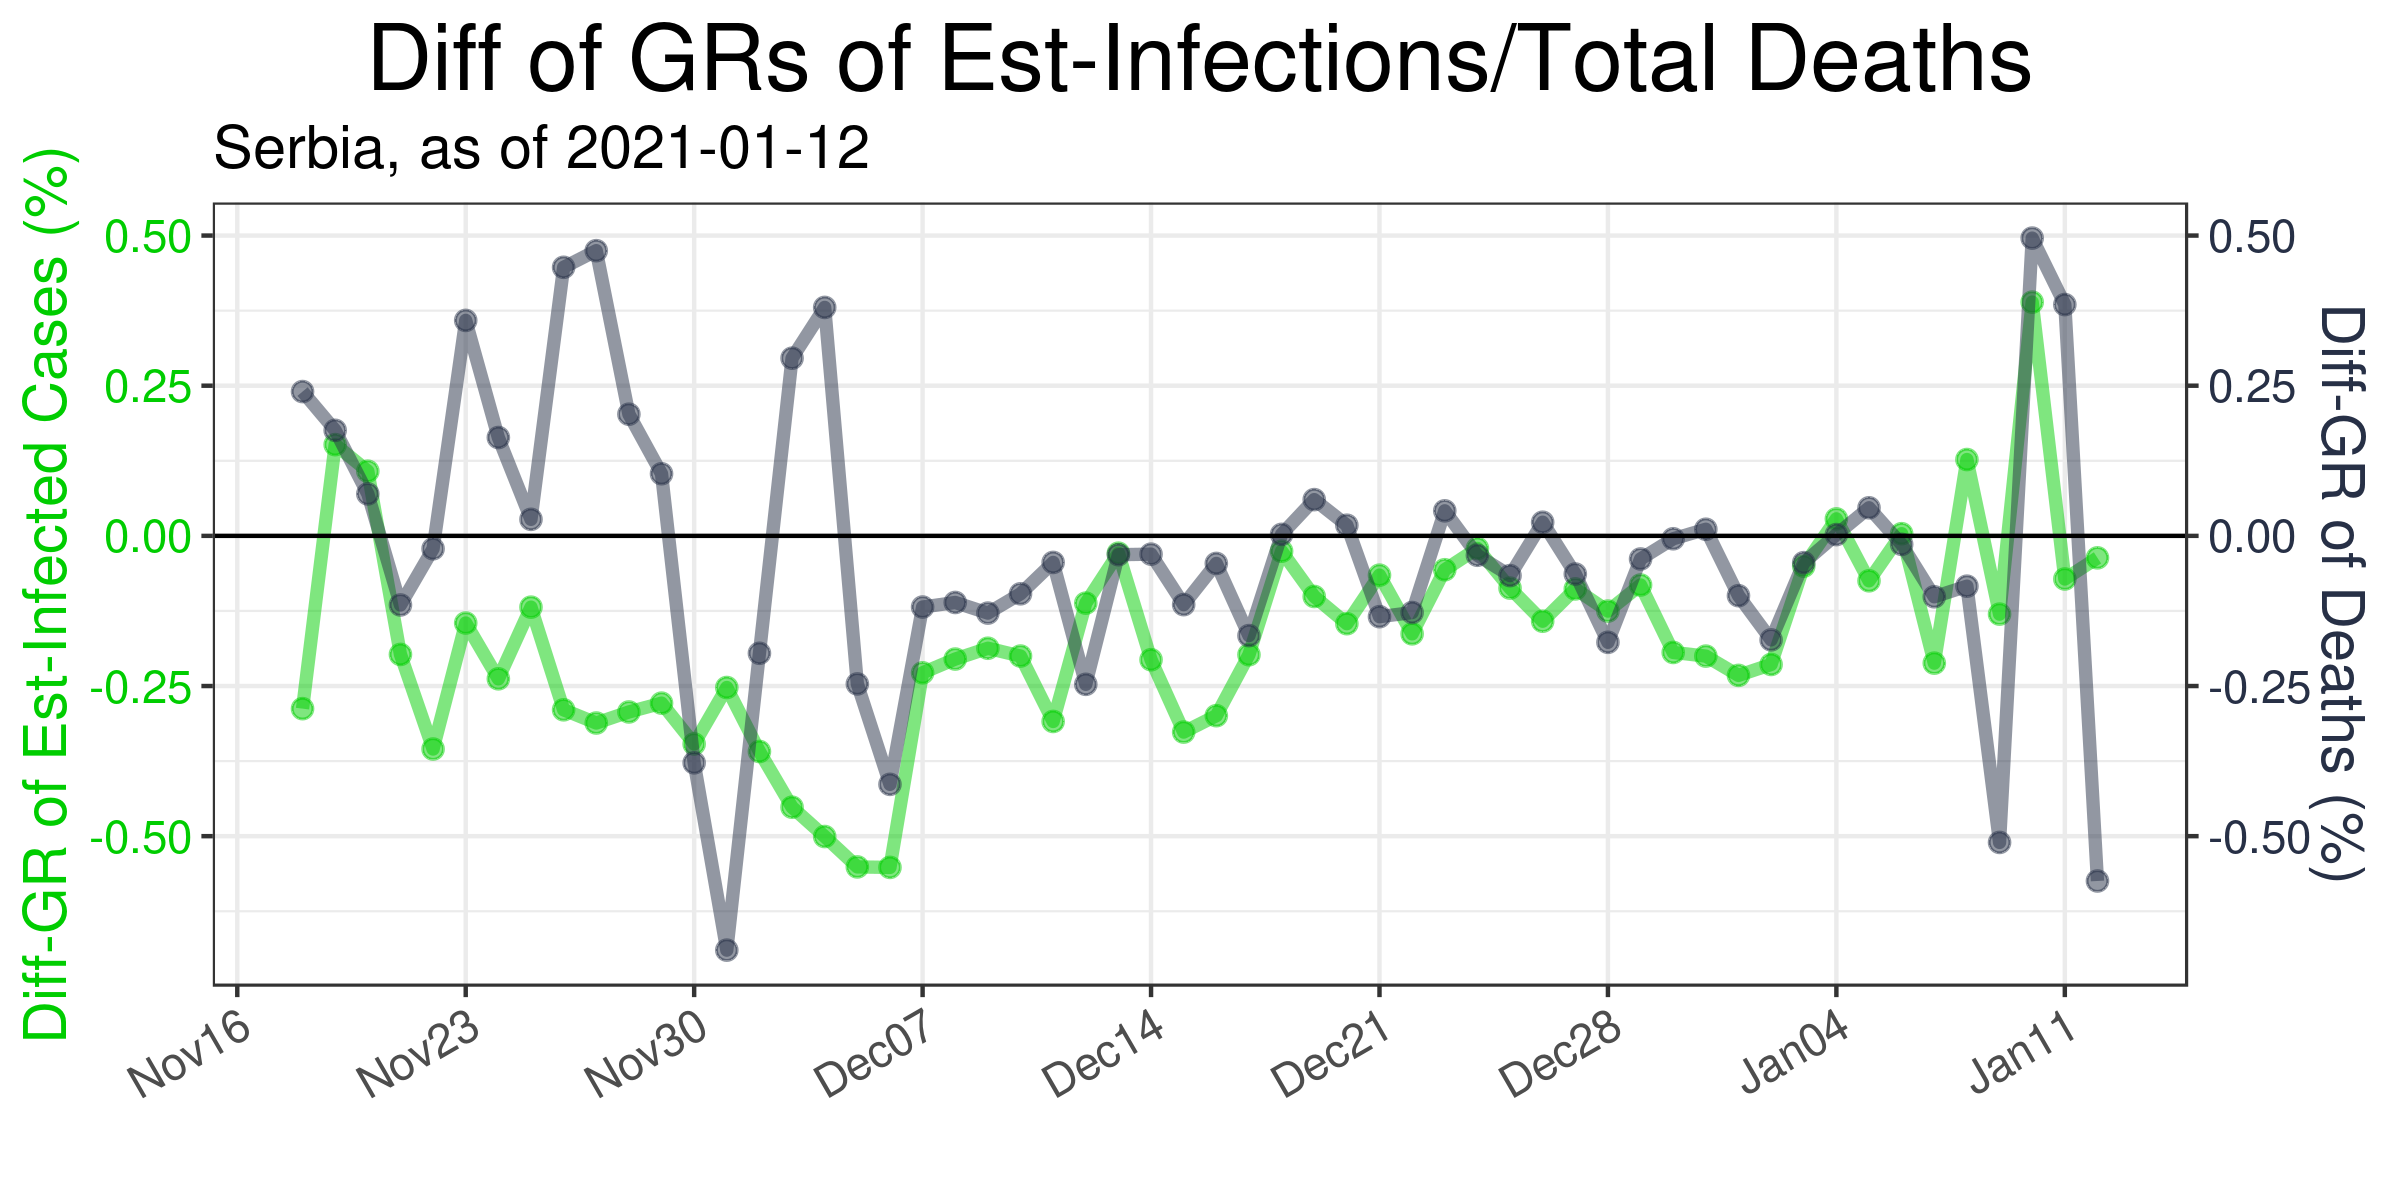 Diff of GRs of Est-Infections/Total Deaths
Serbia, as of 2021-01-12
Diff-GR of Est-Infected Cases (%)
0.50
0.25
0.00
-0.25
-0.50
0.50
0.25
0.00
-0.25
-0.50
Diff-GR of Deaths (%)
Nov16
Nov23
Nov30
Dec07
Dec14
Dec21
Dec28
Jan04
Jan11